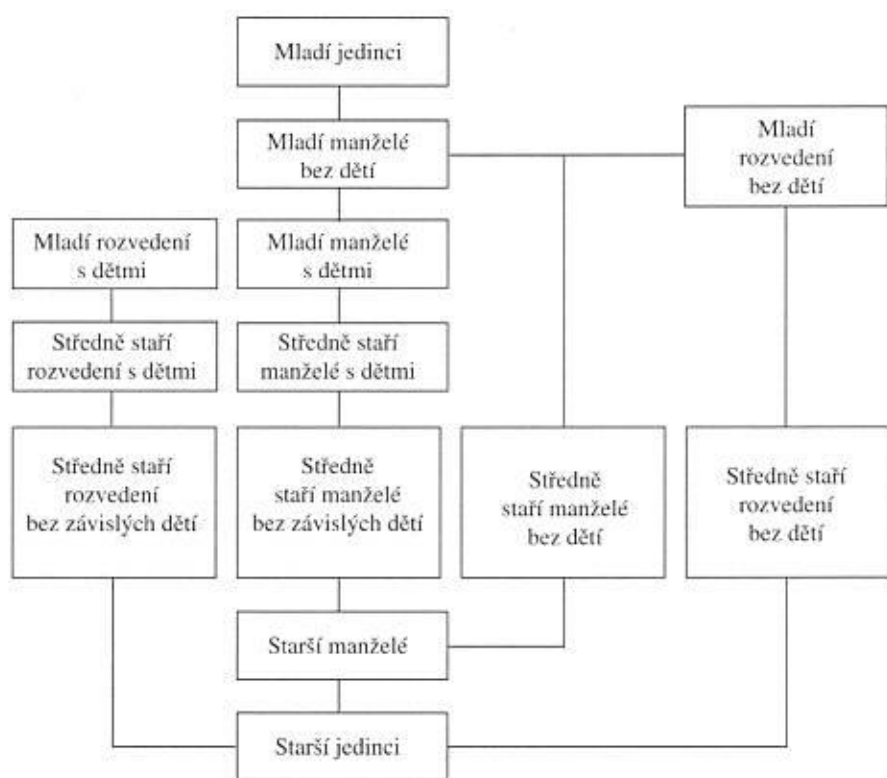 Mladí jedinci
Mladí manželé
bez dětí
Mladí
rozvedení
bez dětí
Mladí rozvedení
s dětmi
Mladí manželé
s dětmi
Středně staří
rozvedení s dětmi
Středně staří
manželé s dětmi
Středně staří
rozvedení
bez závislých dětí
Středně
staří manželé
bez závislých dětí
Středně
staří manželé
bez dětí
Středně staří
rozvedení
bez dětí
Starší manželé
Starší jedinci